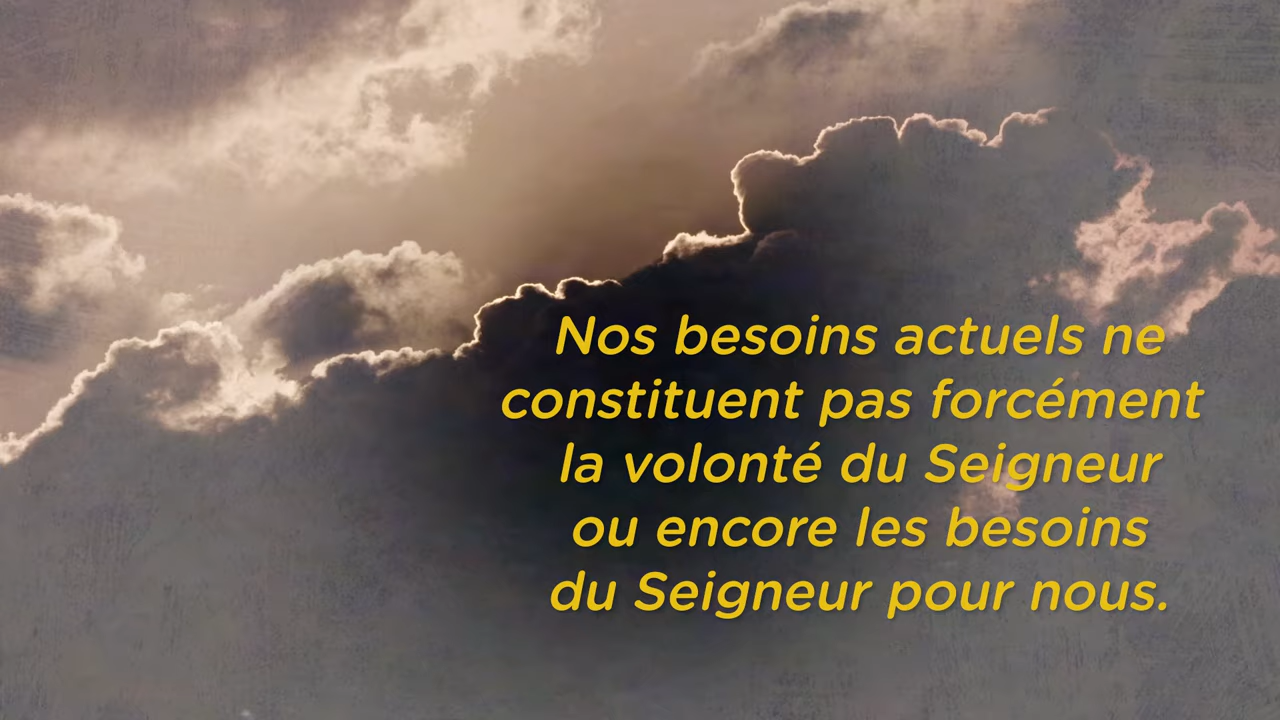 Nos besoins actuels ne
constituent pas forcément
la volonté du Seigneur
ou encore les besoins
du Seigneur pour nous.